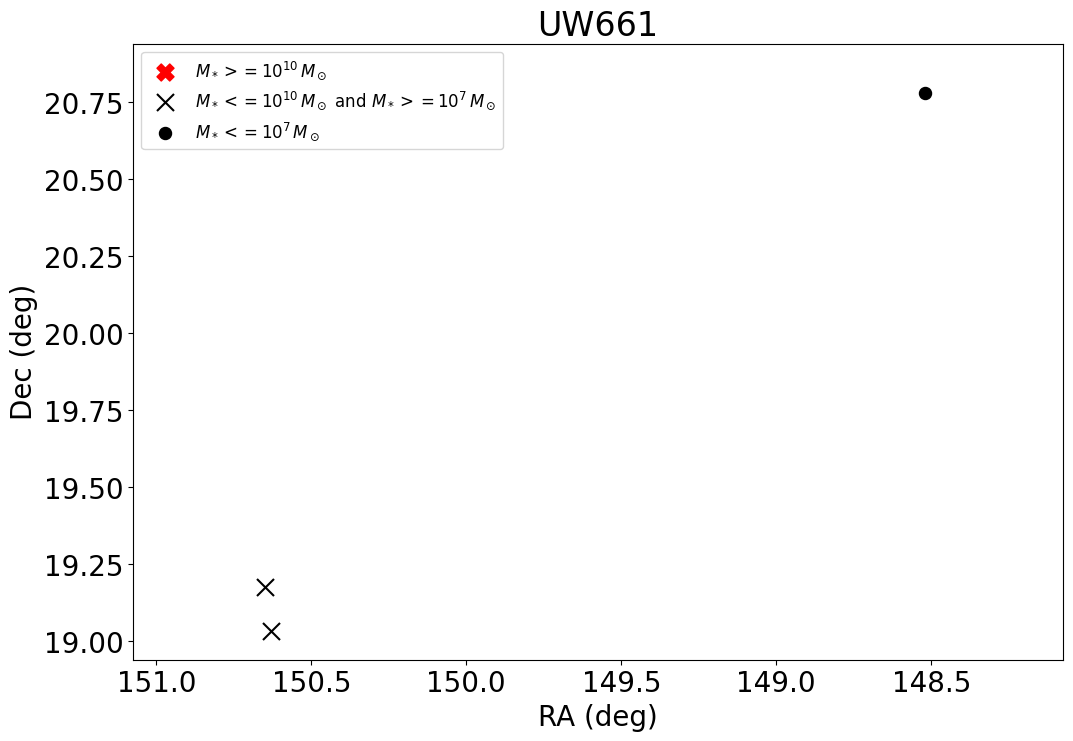 UW661
M* >= 10^10 M⊙
M* <= 10^10 M⊙ and M* >= 10^7 M⊙
M* <= 10^7 M⊙
20.75
20.50
20.25
20.00
19.75
19.50
19.25
19.00
Dec (deg)
151.0 150.5 150.0 149.5 149.0 148.5
RA (deg)